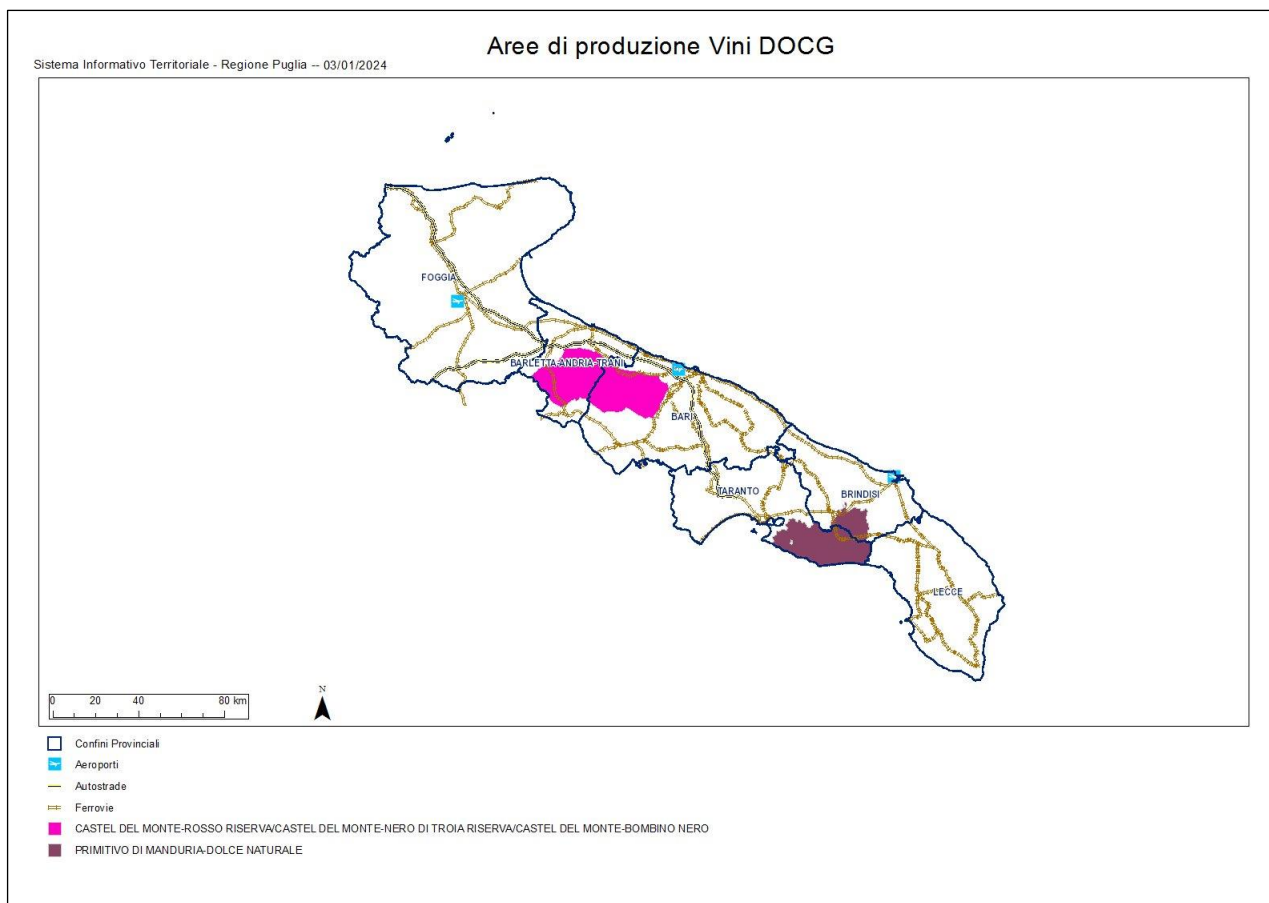 Aree di produzione Vini DOCG
Sistema Informativo Territoriale - Regione Puglia -- 03/01/2024
FOGGIA
BARLETTA-ANDRIA-TRANI
BARI
TARANTO
BRINDISI
LECCE
0 20 40 80 km
N
Confini Provinciali
Aeroporti
Autostrade
Ferrovie
CASTEL DEL MONTE-ROSSO RISERVA/CASTEL DEL MONTE-NERO DI TROIA RISERVA/CASTEL DEL MONTE-BOMBINO NERO
PRIMITIVO DI MANDURIA-DOLCE NATURALE